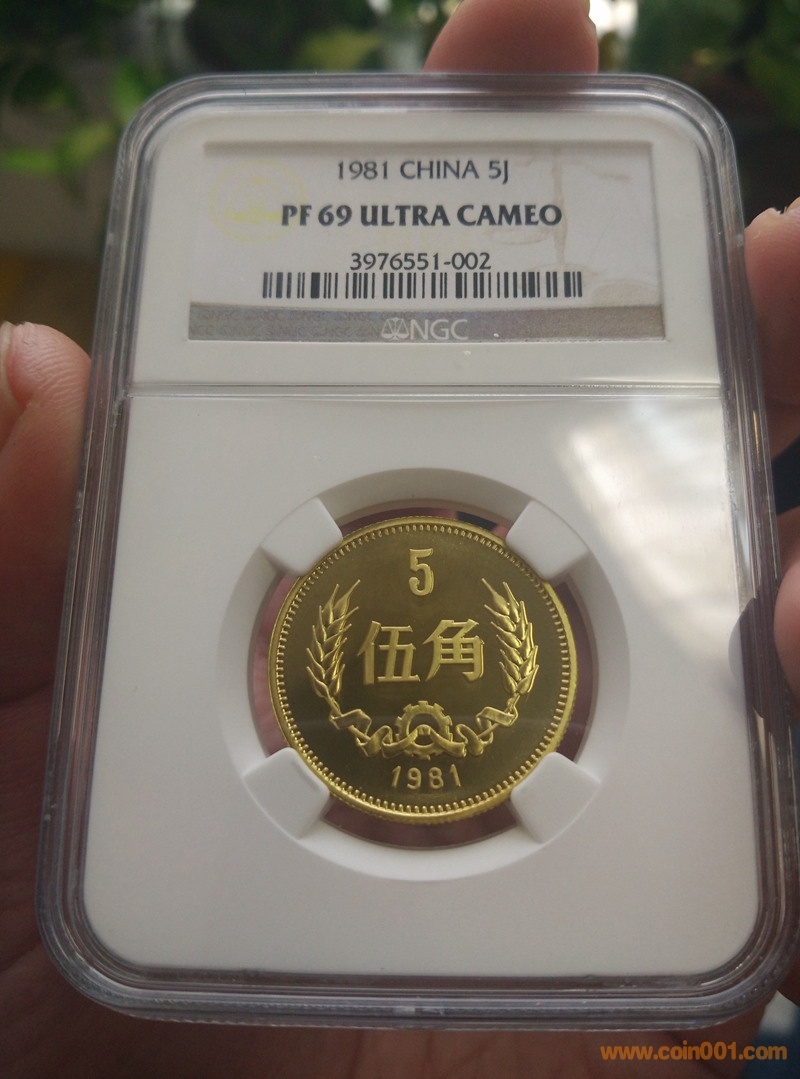 1981 CHINA 5J
PF 69 ULTRA CAMEO
3976551-002
NGC
5
伍角
1981
www.coin001.com